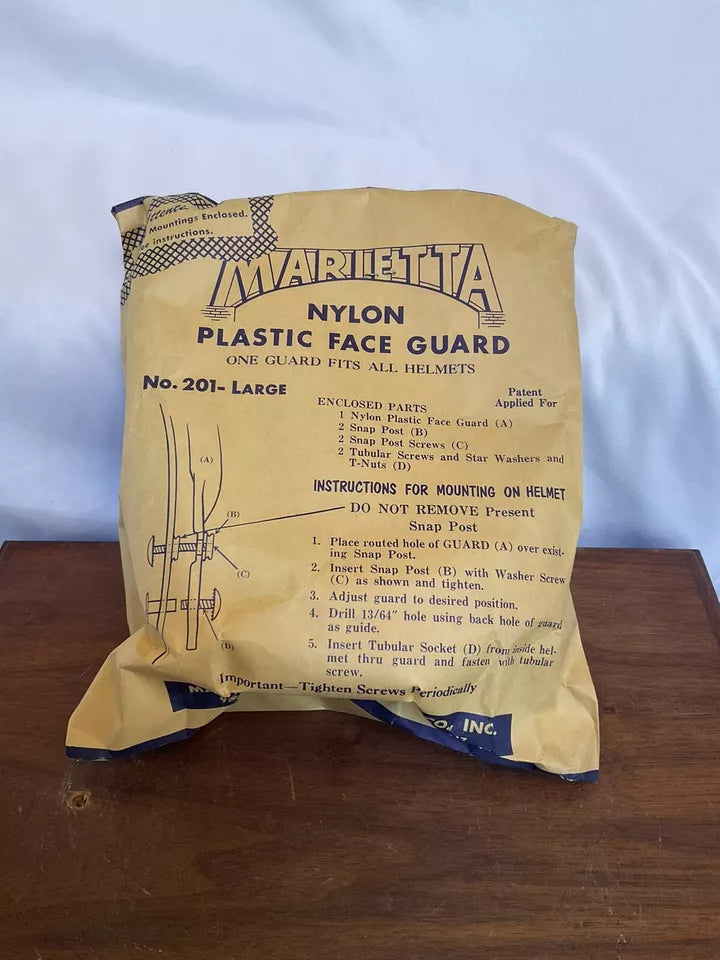 Mountings Enclosed.
instructions.
MARIETTA
NYLON
PLASTIC FACE GUARD
ONE GUARD FITS ALL HELMETS
No. 201- LARGE
Patent
Applied For
ENCLOSED PARTS
1 Nylon Plastic Face Guard (A)
2 Snap Post (B)
2 Snap Post Screws (C)
2 Tubular Screws and Star Washers and
T-Nuts (D)
INSTRUCTIONS FOR MOUNTING ON HELMET
DO NOT REMOVE Present
Snap Post
1. Place routed hole of GUARD (A) over exist-
ing Snap Post.
2. Insert Snap Post (B) with Washer Screw
(C) as shown and tighten.
3. Adjust guard to desired position.
4. Drill 13/64" hole using back hole of guard
as guide.
5. Insert Tubular Socket (D) from inside hel-
met thru guard and fasten with tubular
screw.
(A)
(B)
(C)
(D)
Important—Tighten Screws Periodically
CO., INC.